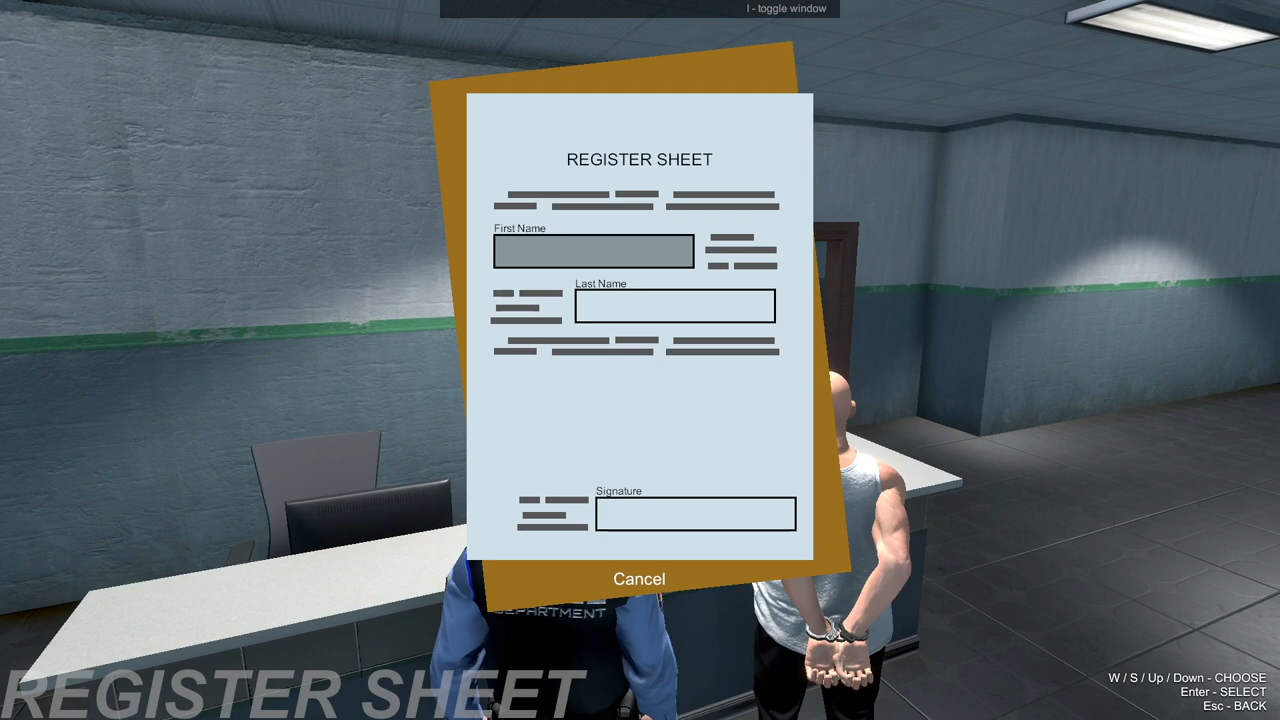 I - toggle window
REGISTER SHEET
First Name
Last Name
Signature
Cancel
DEPARTMENT
REGISTER SHEET
W / S / Up / Down - CHOOSE
Enter - SELECT
Esc - BACK